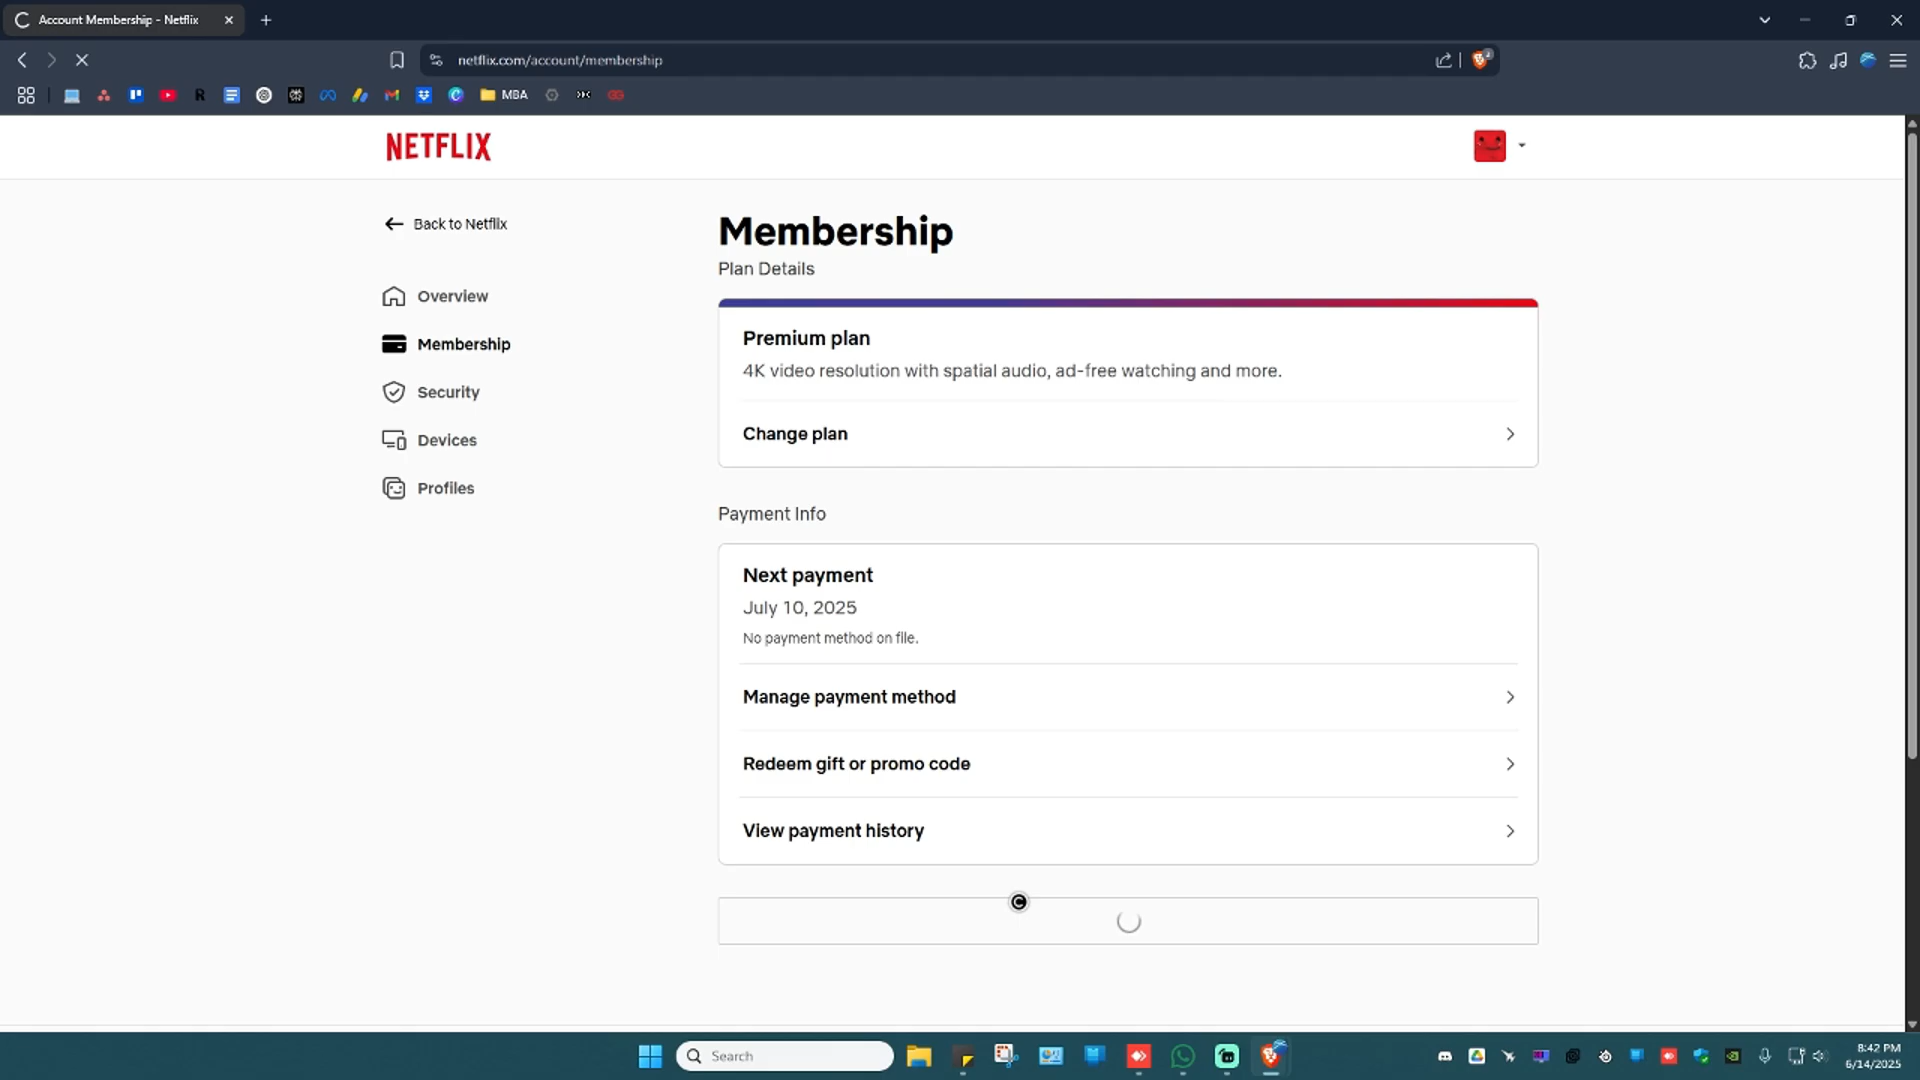 Account Membership - Netflix
netflix.com/account/membership
MBA
NETFLIX
Back to Netflix
Overview
Membership
Security
Devices
Profiles
Membership
Plan Details
Premium plan
4K video resolution with spatial audio, ad-free watching and more.
Change plan
Payment Info
Next payment
July 10, 2025
No payment method on file.
Manage payment method
Redeem gift or promo code
View payment history
Search
8:42 PM
6/14/2025